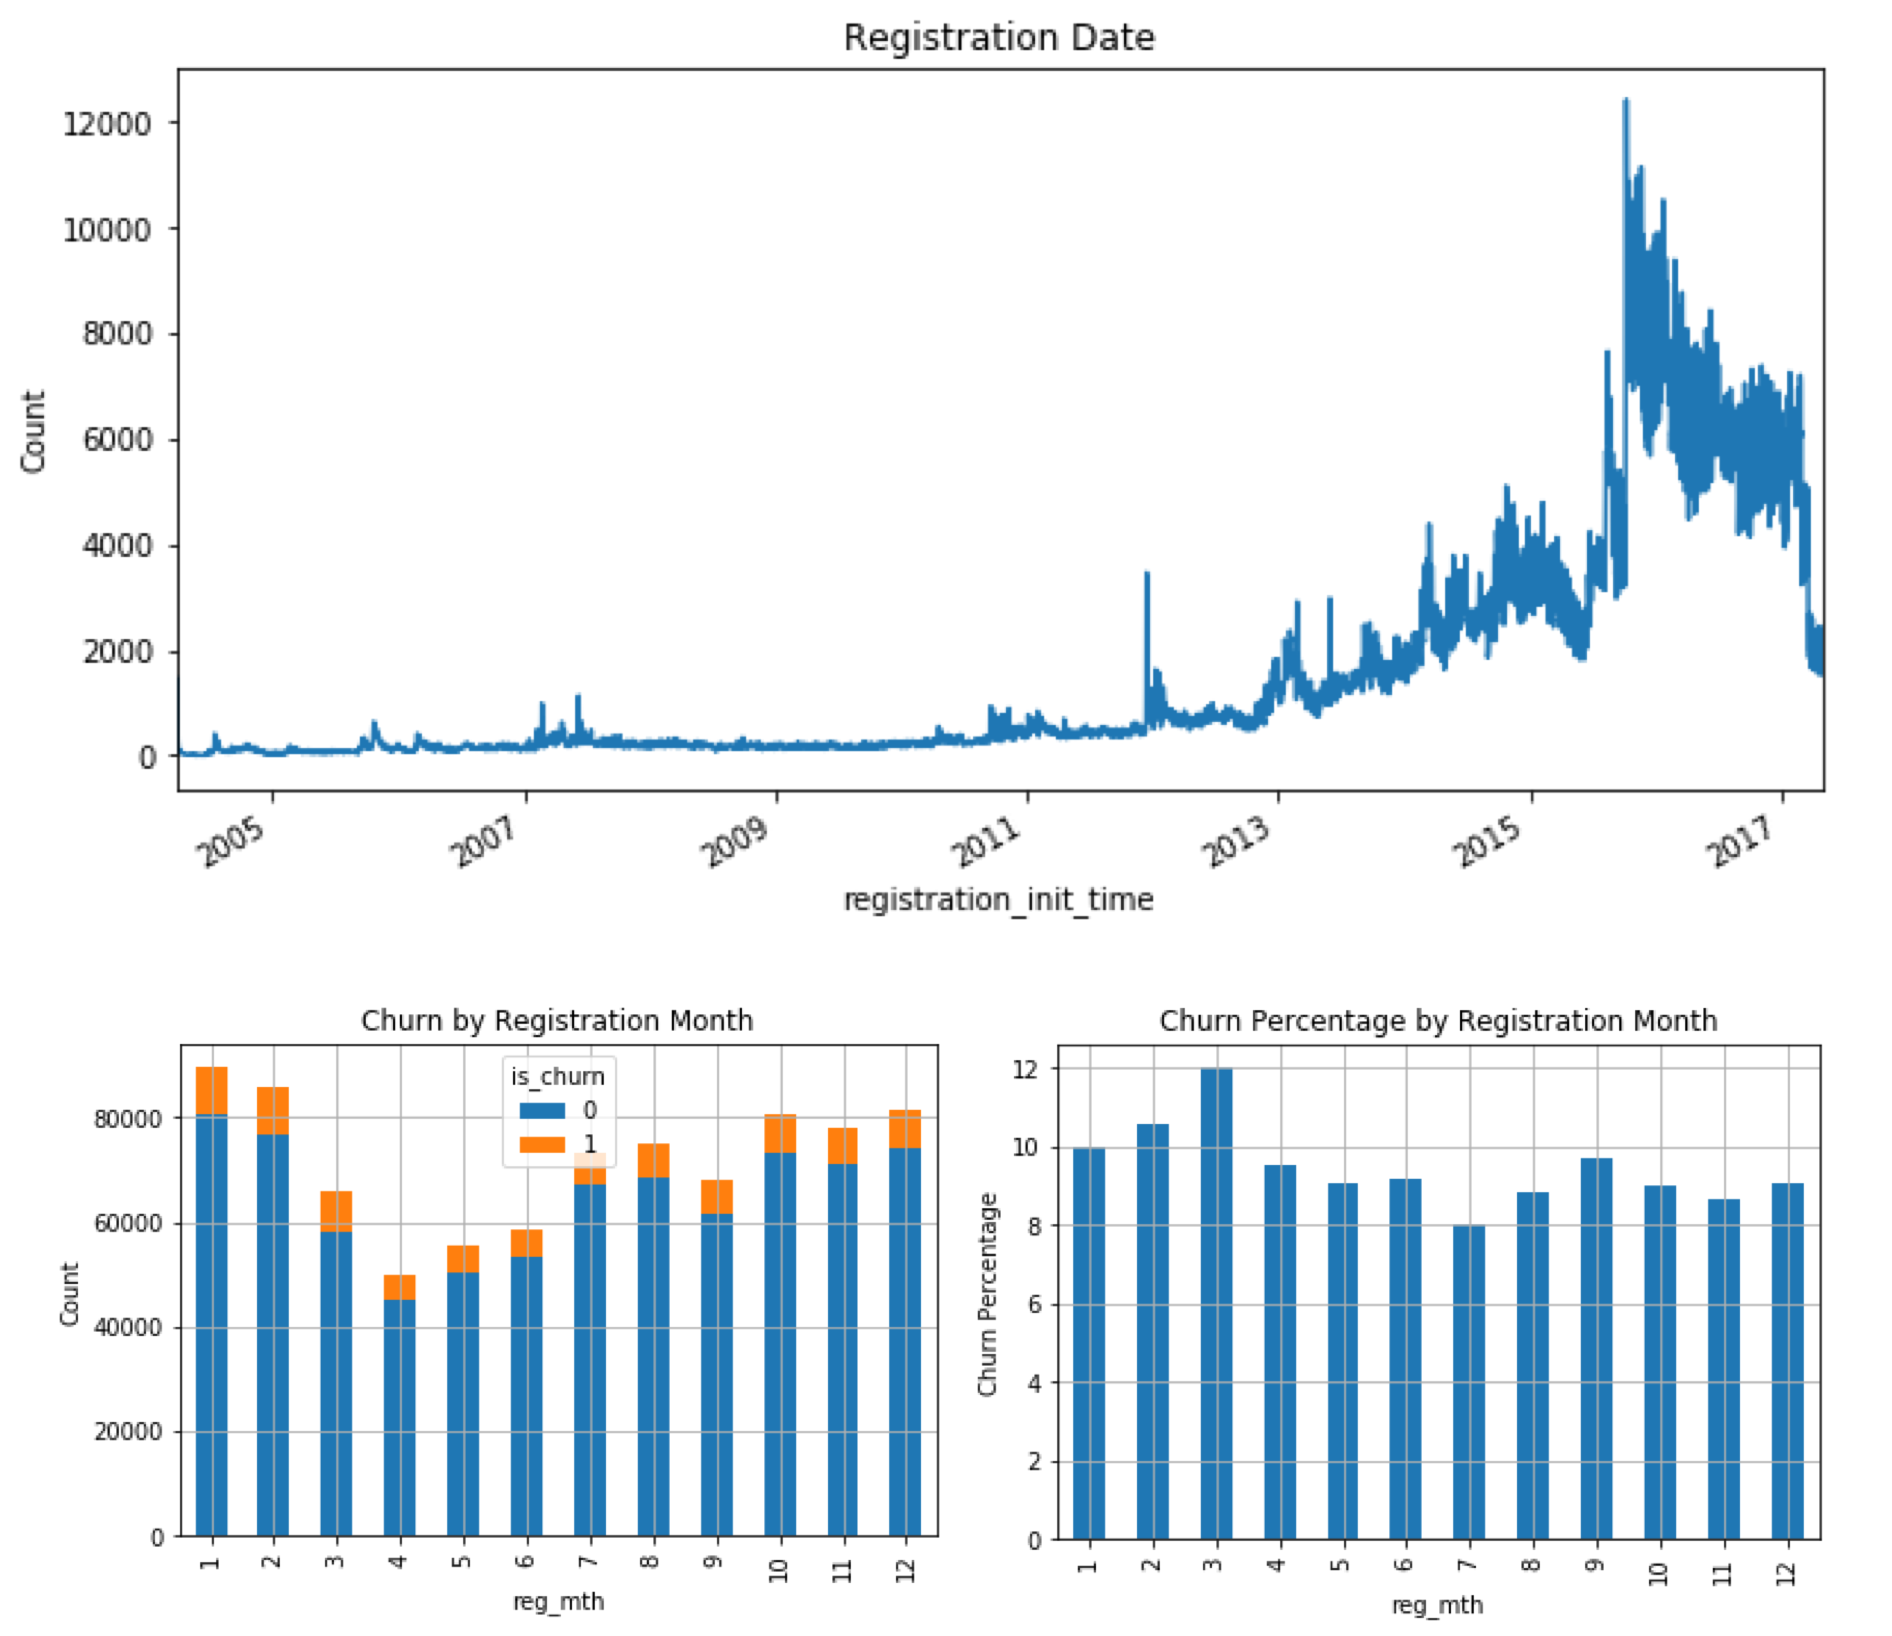 Registration Date
12000
10000
8000
6000
4000
2000
0
Count
2005 2007 2009 2011 2013 2015 2017
registration_init_time
Churn by Registration Month
is_churn
0
1
80000
60000
40000
20000
0
Count
1 2 3 4 5 6 7 8 9 10 11 12
reg_mth
Churn Percentage by Registration Month
12
10
8
6
4
2
0
Churn Percentage
1 2 3 4 5 6 7 8 9 10 11 12
reg_mth